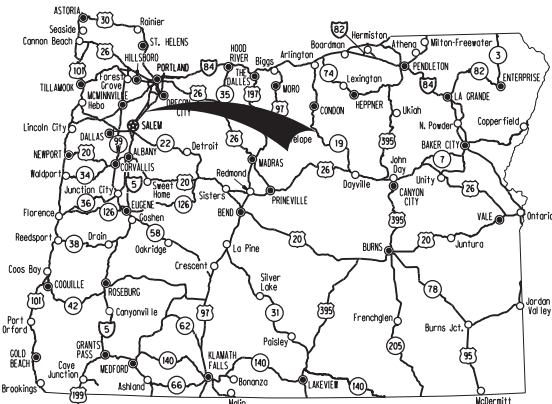 ASTORIA
30
Rainier
Seaside
Cannon Beach
26
ST. HELENS
HILLSBORO
PORTLAND
HOOD
RIVER
THE
DALLES
84
Biggs
Arlington
82
Hermiston
Boardman
Athena
Milton-Freewater
3
PENDLETON
82
ENTERPRISE
101
TILLAMOOK
Forest
Grove
MCMINNVILLE
Hebo
OREGON
CITY
26
35
197
MORO
97
74
Lexington
HEPPNER
CONDON
84
LA GRANDE
Ukiah
N. Powder
Copperfield
Lincoln City
DALLAS
99
SALEM
22
Detroit
26
elope
19
395
BAKER CITY
7
NEWPORT
20
ALBANY
CORVALLIS
MADRAS
26
John
Day
Unity
26
Waldport
34
Junction City
5
Sweet
Home
20
Redmond
Sisters
PRINEVILLE
Dayville
CANYON
CITY
36
126
EUGENE
126
Florence
Goshen
BEND
395
VALE
Ontario
Reedsport
38
Drain
58
Oakridge
La Pine
20
BURNS
20
Juntura
Coos Bay
COQUILLE
Crescent
Silver
Lake
78
ROSEBURG
101
42
Canyonville
97
31
395
Frenchglen
Jordan
Valley
Port
Orford
5
62
Paisley
Burns Jct.
GOLD
BEACH
GRANTS
PASS
205
95
Cave
Junction
MEDFORD
140
KLAMATH
FALLS
140
Brookings
199
Ashland
66
Bonanza
LAKEVIEW
140
McDermitt
Malin